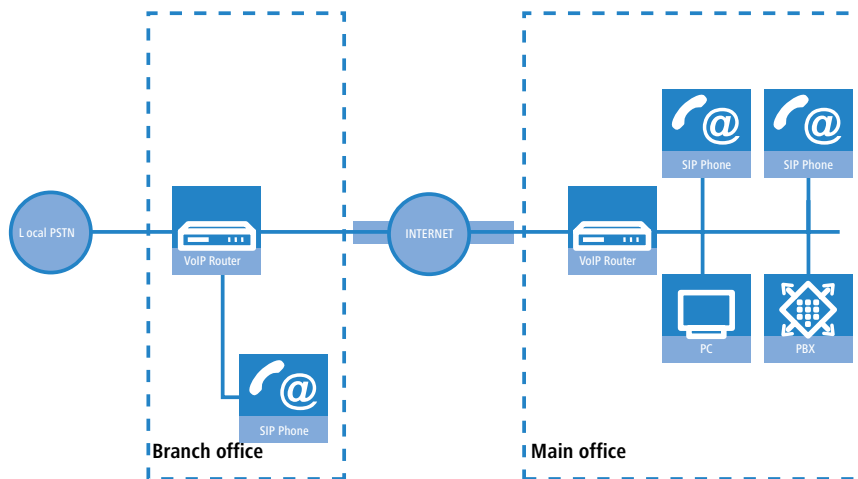 SIP Phone
SIP Phone
Local PSTN
INTERNET
VoIP Router
VoIP Router
PC
PBX
SIP Phone
Branch office
Main office